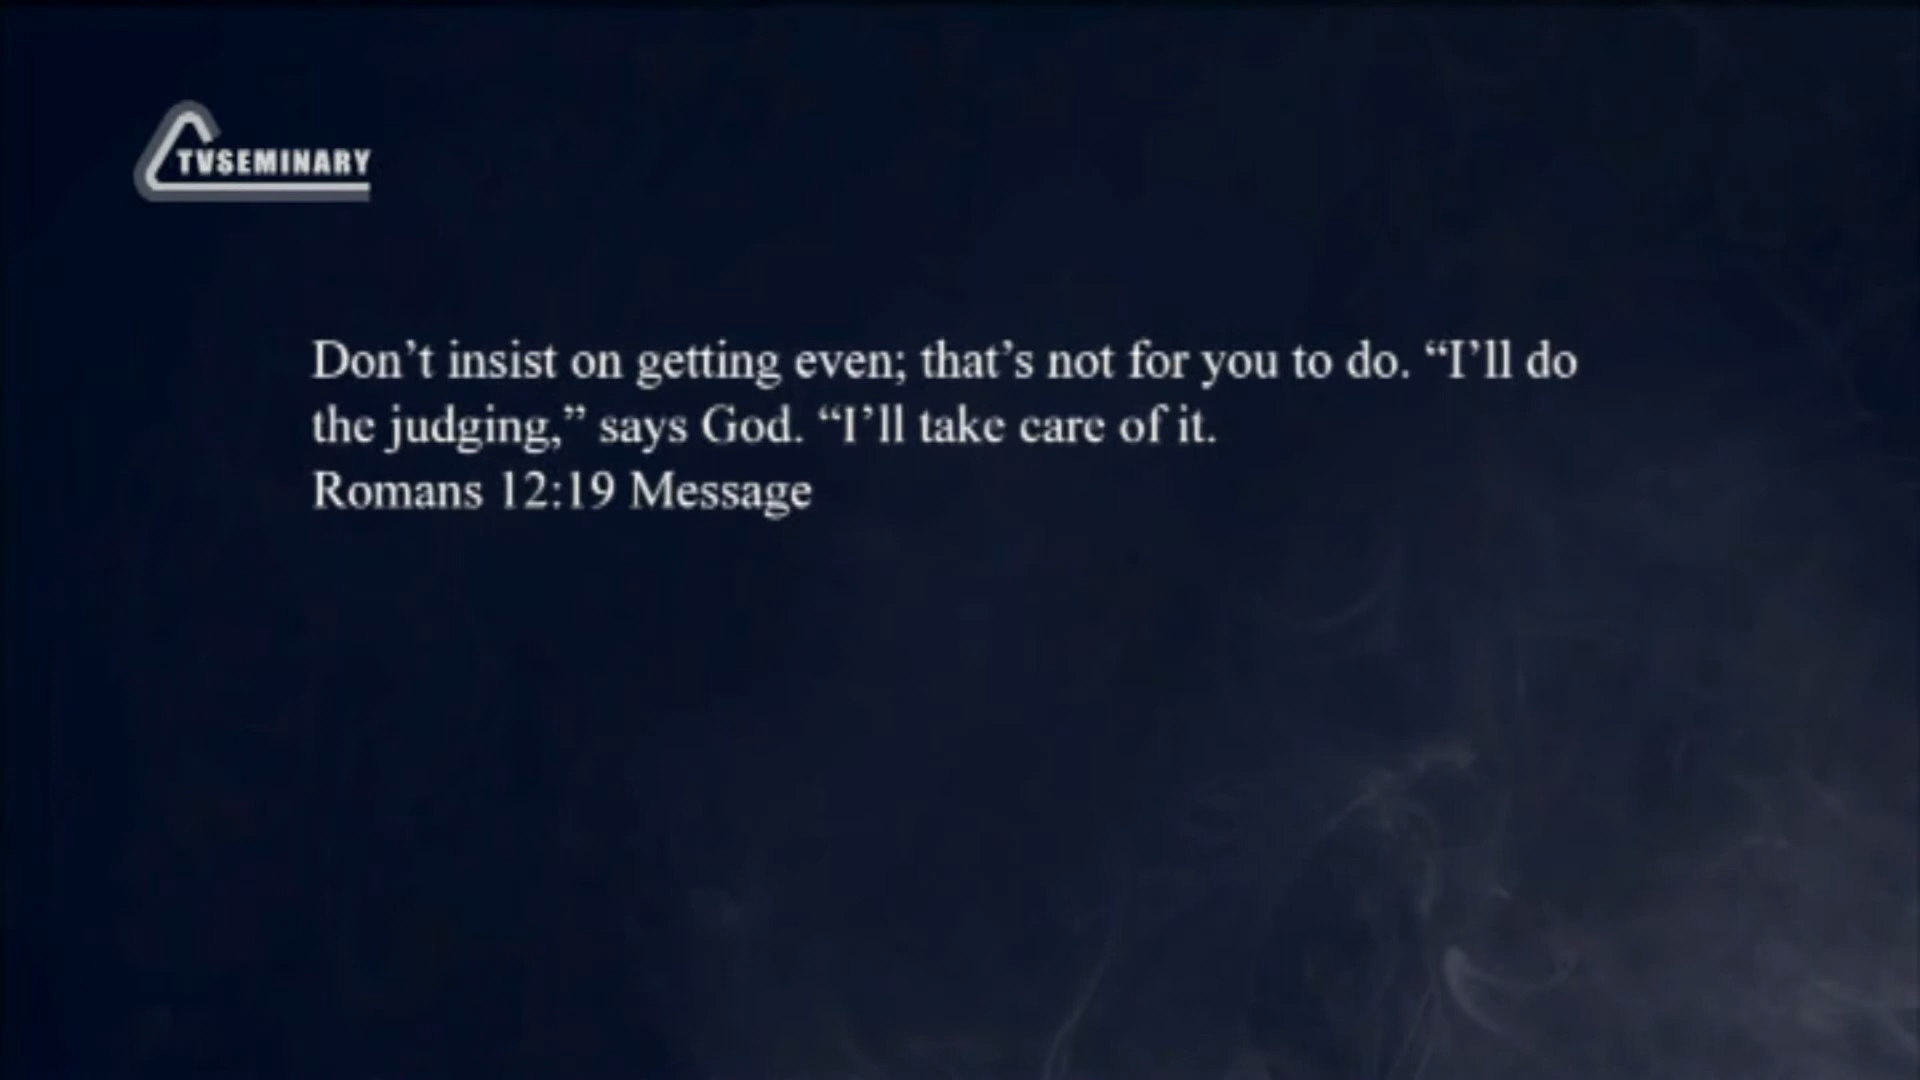 TVSEMINARY
Don’t insist on getting even; that’s not for you to do. “I’ll do
the judging,” says God. “I’ll take care of it.
Romans 12:19 Message